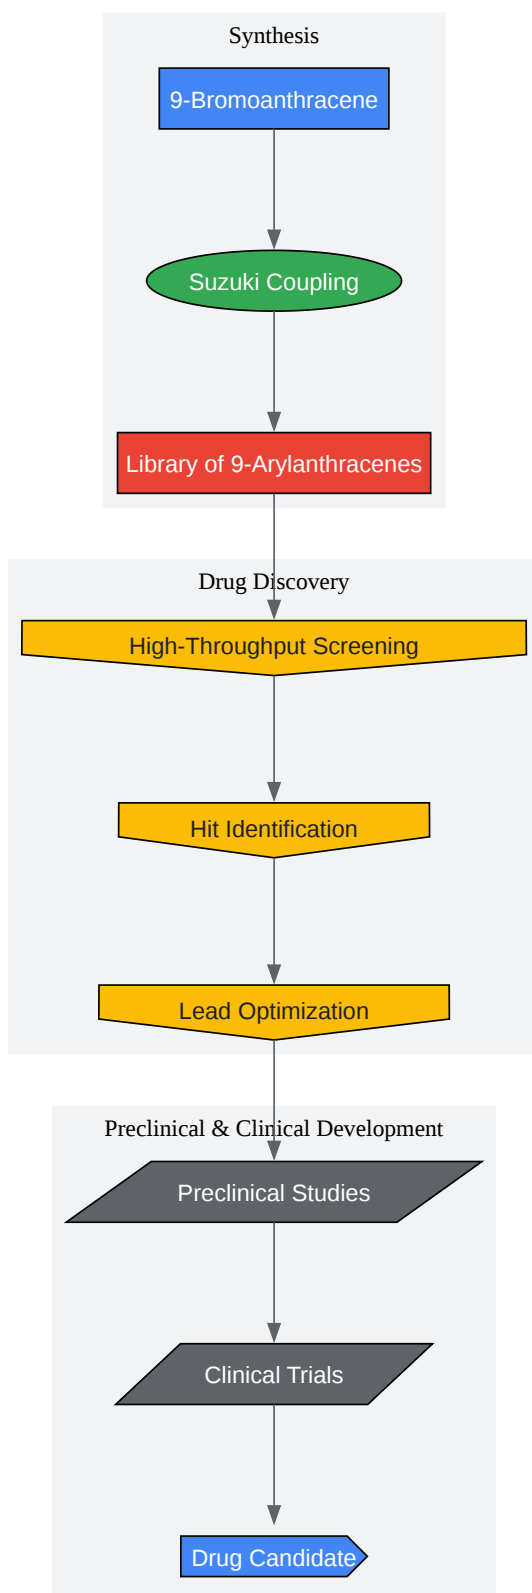 Synthesis
9-Bromoanthracene
Suzuki Coupling
Library of 9-Arylanthracenes
Drug Discovery
High-Throughput Screening
Hit Identification
Lead Optimization
Preclinical & Clinical Development
Preclinical Studies
Clinical Trials
Drug Candidate